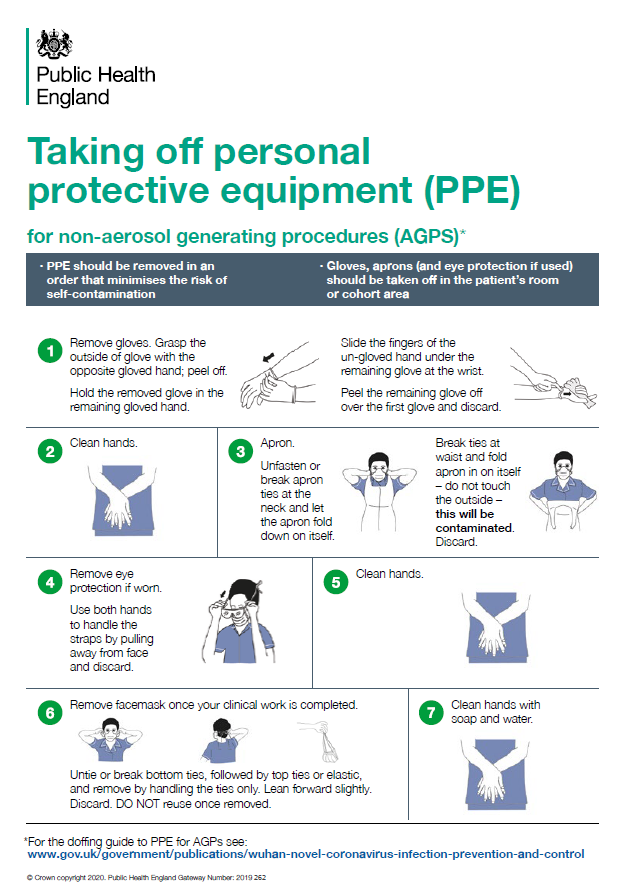 Public Health
England
Taking off personal
protective equipment (PPE)
for non-aerosol generating procedures (AGPS)*
· PPE should be removed in an
order that minimises the risk of
self-contamination
· Gloves, aprons (and eye protection if used)
should be taken off in the patient's room
or cohort area
1
Remove gloves. Grasp the
outside of glove with the
opposite gloved hand; peel off.
Hold the removed glove in the
remaining gloved hand.
Slide the fingers of the
un-gloved hand under the
remaining glove at the wrist.
Peel the remaining glove off
over the first glove and discard.
2
Clean hands.
3
Apron.
Unfasten or
break apron
ties at the
neck and let
the apron fold
down on itself.
Break ties at
waist and fold
apron in on itself
– do not touch
the outside –
this will be
contaminated.
Discard.
4
Remove eye
protection if worn.
Use both hands
to handle the
straps by pulling
away from face
and discard.
5
Clean hands.
6
Remove facemask once your clinical work is completed.
Untie or break bottom ties, followed by top ties or elastic,
and remove by handling the ties only. Lean forward slightly.
Discard. DO NOT reuse once removed.
7
Clean hands with
soap and water.
*For the doffing guide to PPE for AGPs see:
www.gov.uk/government/publications/wuhan-novel-coronavirus-infection-prevention-and-control
© Crown copyright 2020. Public Health England Gateway Number: 2019 262